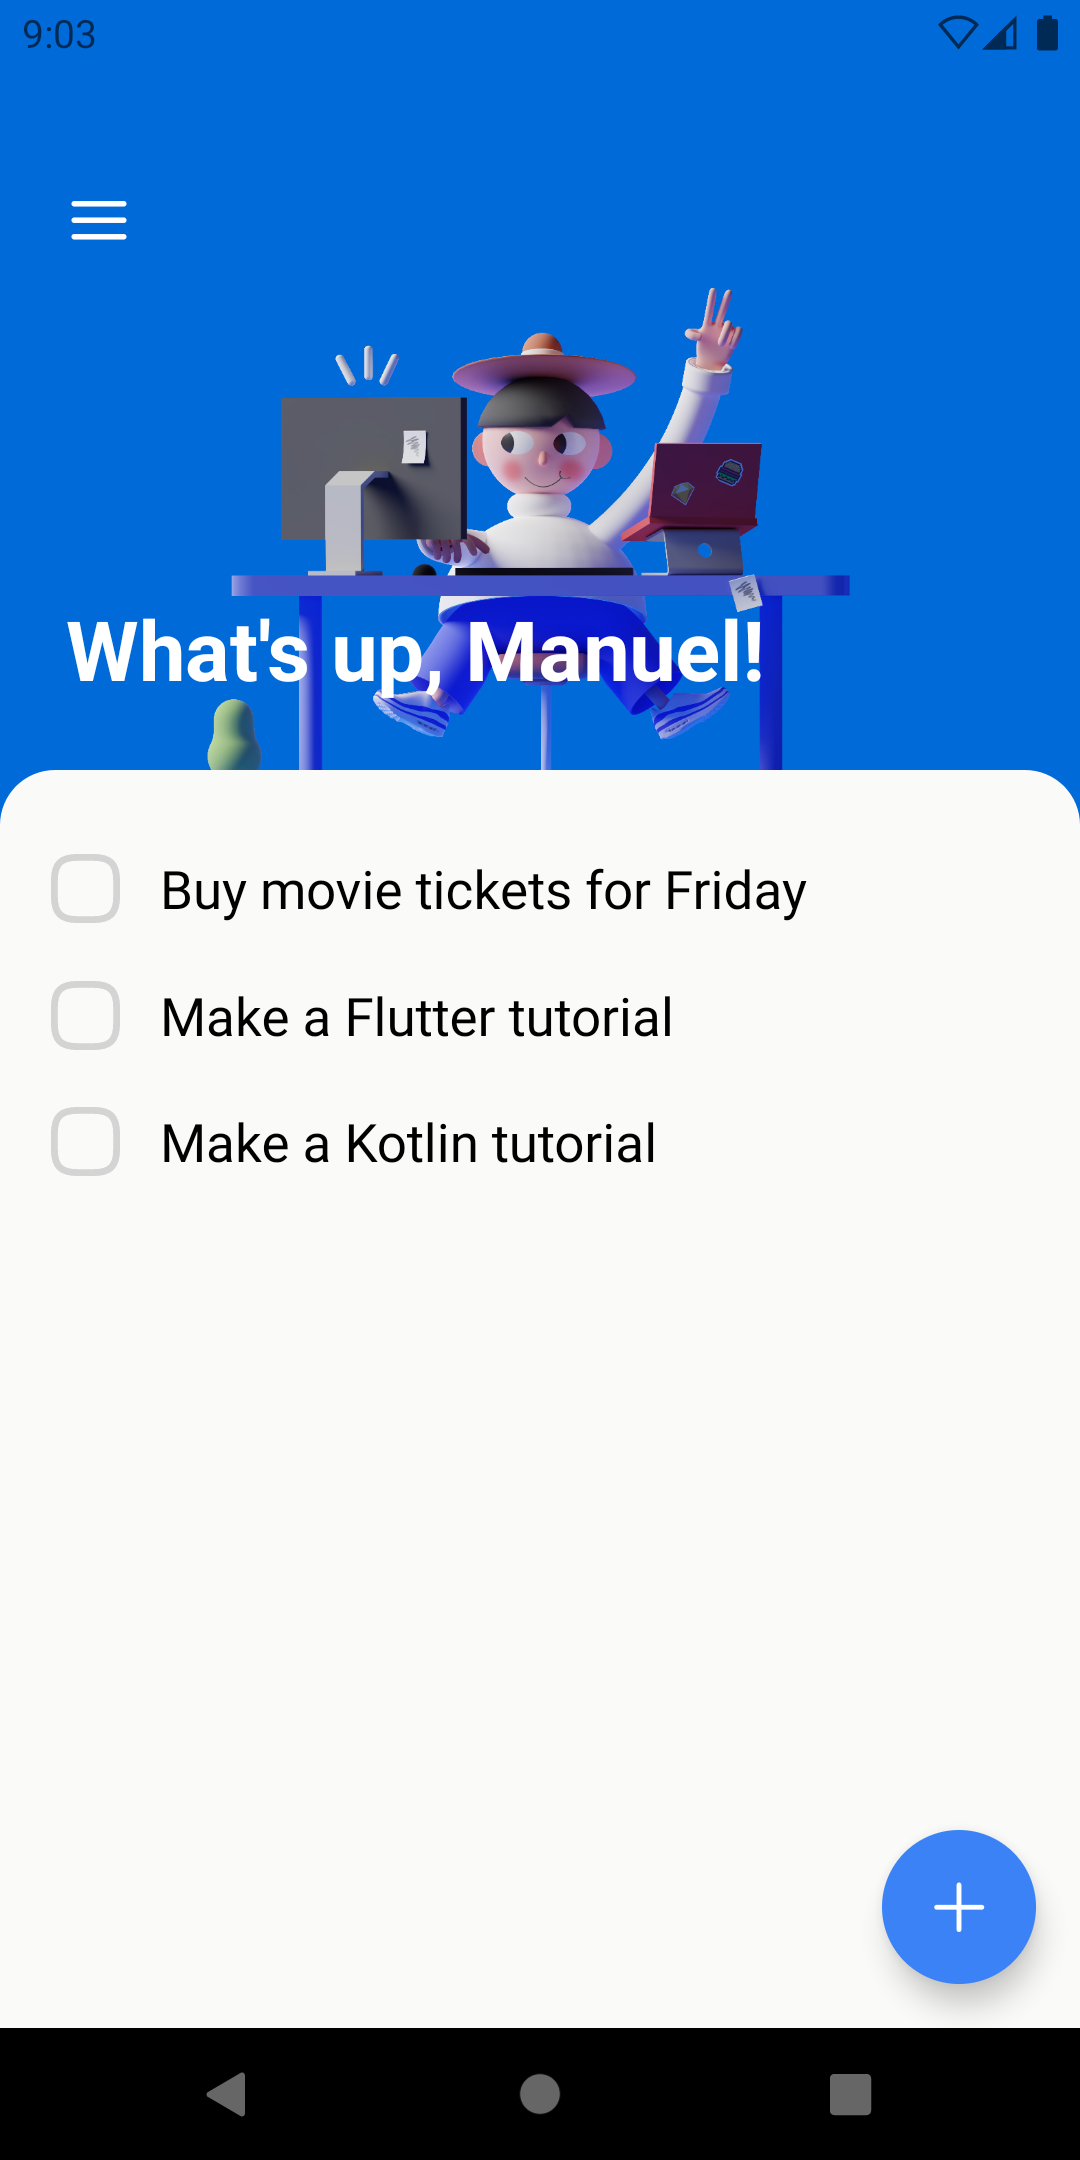 9:03
What's up, Manuel!
Buy movie tickets for Friday
Make a Flutter tutorial
Make a Kotlin tutorial